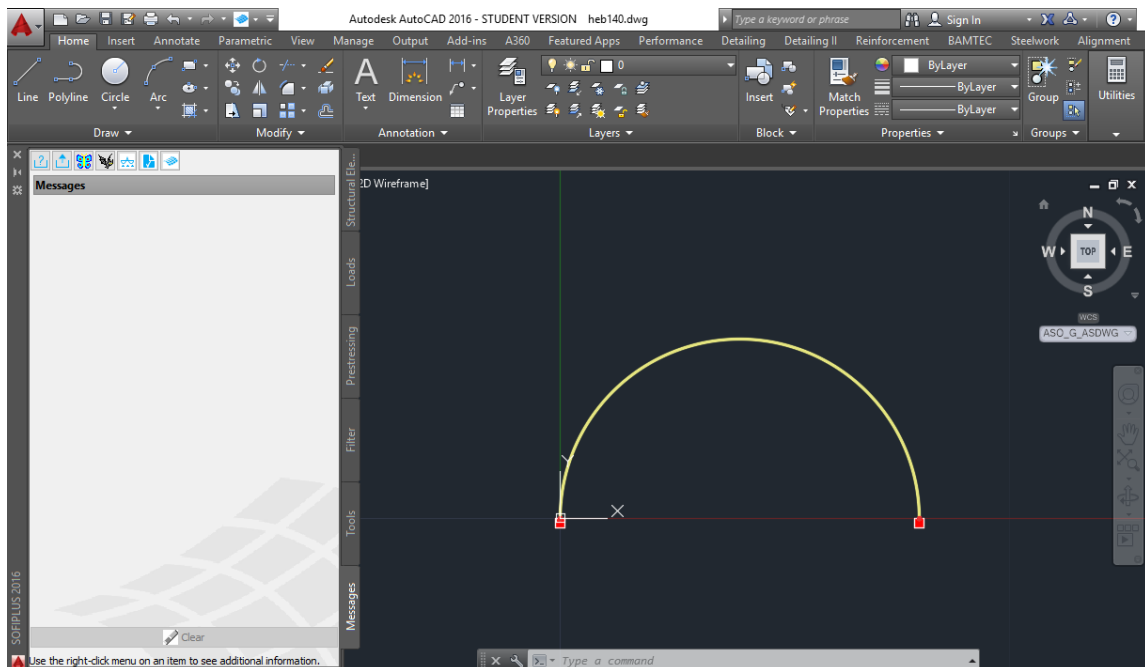 Autodesk AutoCAD 2016 - STUDENT VERSION heb140.dwg
Type a keyword or phrase
Sign In
Home Insert Annotate Parametric View Manage Output Add-ins A360 Featured Apps Performance Detailing Detailing II Reinforcement BAMTEC Steelwork Alignment
Line Polyline Circle Arc
Text Dimension
Layer Properties
0
Insert
Match Properties
ByLayer
ByLayer
ByLayer
Group
Utilities
Draw Modify Annotation Layers Block Properties Groups
Messages
Structural Ele...
Loads
Prestressing
Filter
Tools
Messages
2D Wireframe]
N
W TOP E
S
WCS
ASO_G_ASDWG
Y
X
SOFIPLUS 2016
Clear
Use the right-click menu on an item to see additional information.
Type a command